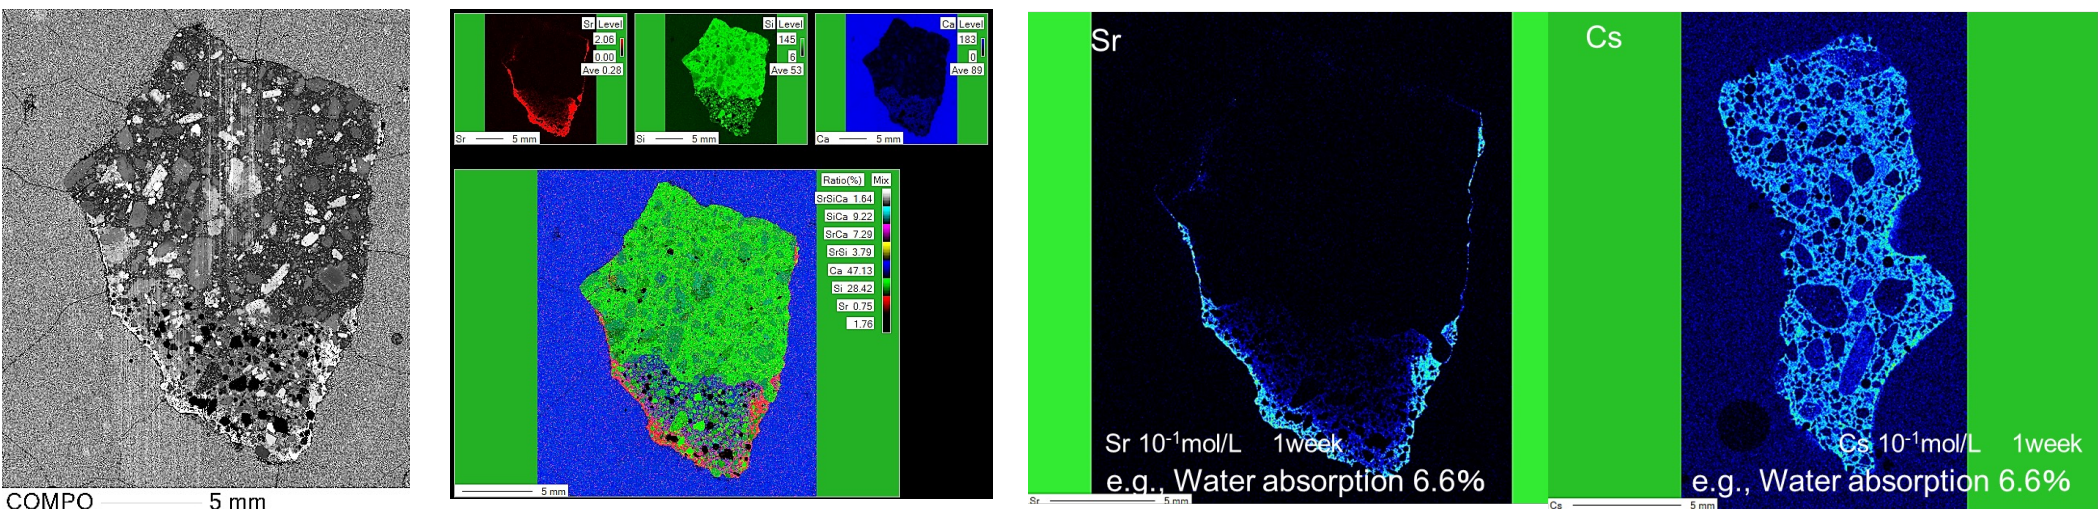 COMPO 5 mm
Sr Level
2.06
0.00
Ave 0.28
Sr 5 mm
Si Level
145
6
Ave 53
Si 5 mm
Ca Level
183
0
Ave 89
Ca 5 mm
Ratio(%) Mix
SrSiCa 1.64
SiCa 9.22
SrCa 7.29
SrSi 3.79
Ca 47.13
Si 28.42
Sr 0.75
1.76
5 mm
Sr
Sr 10⁻¹mol/L 1week
e.g., Water absorption 6.6%
Sr 5 mm
Cs
Cs 10⁻¹mol/L 1week
e.g., Water absorption 6.6%
Cs 5 mm